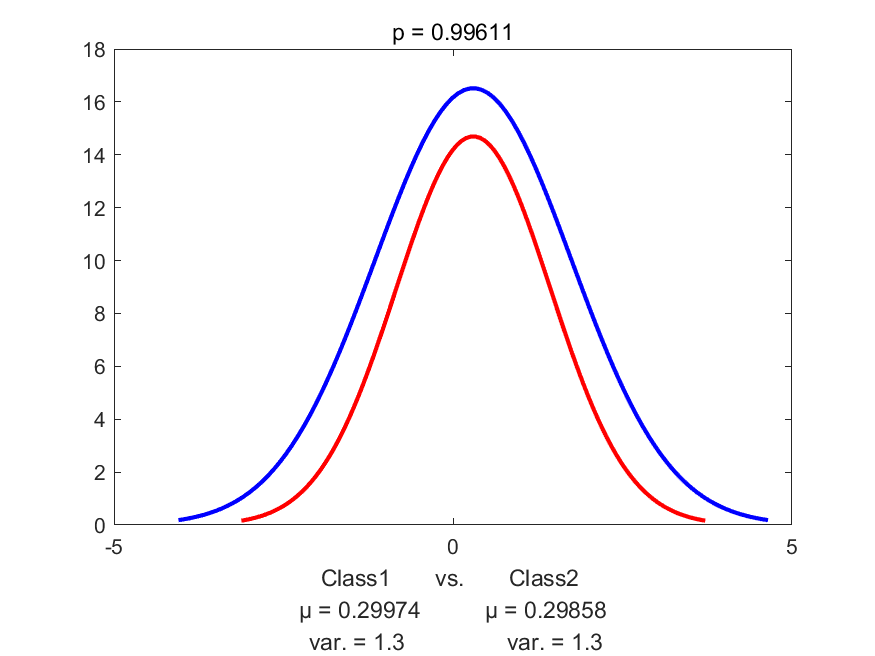 p = 0.99611
18
16
14
12
10
8
6
4
2
0
-5 0 5
Class1 vs. Class2
μ = 0.29974 μ = 0.29858
var. = 1.3 var. = 1.3